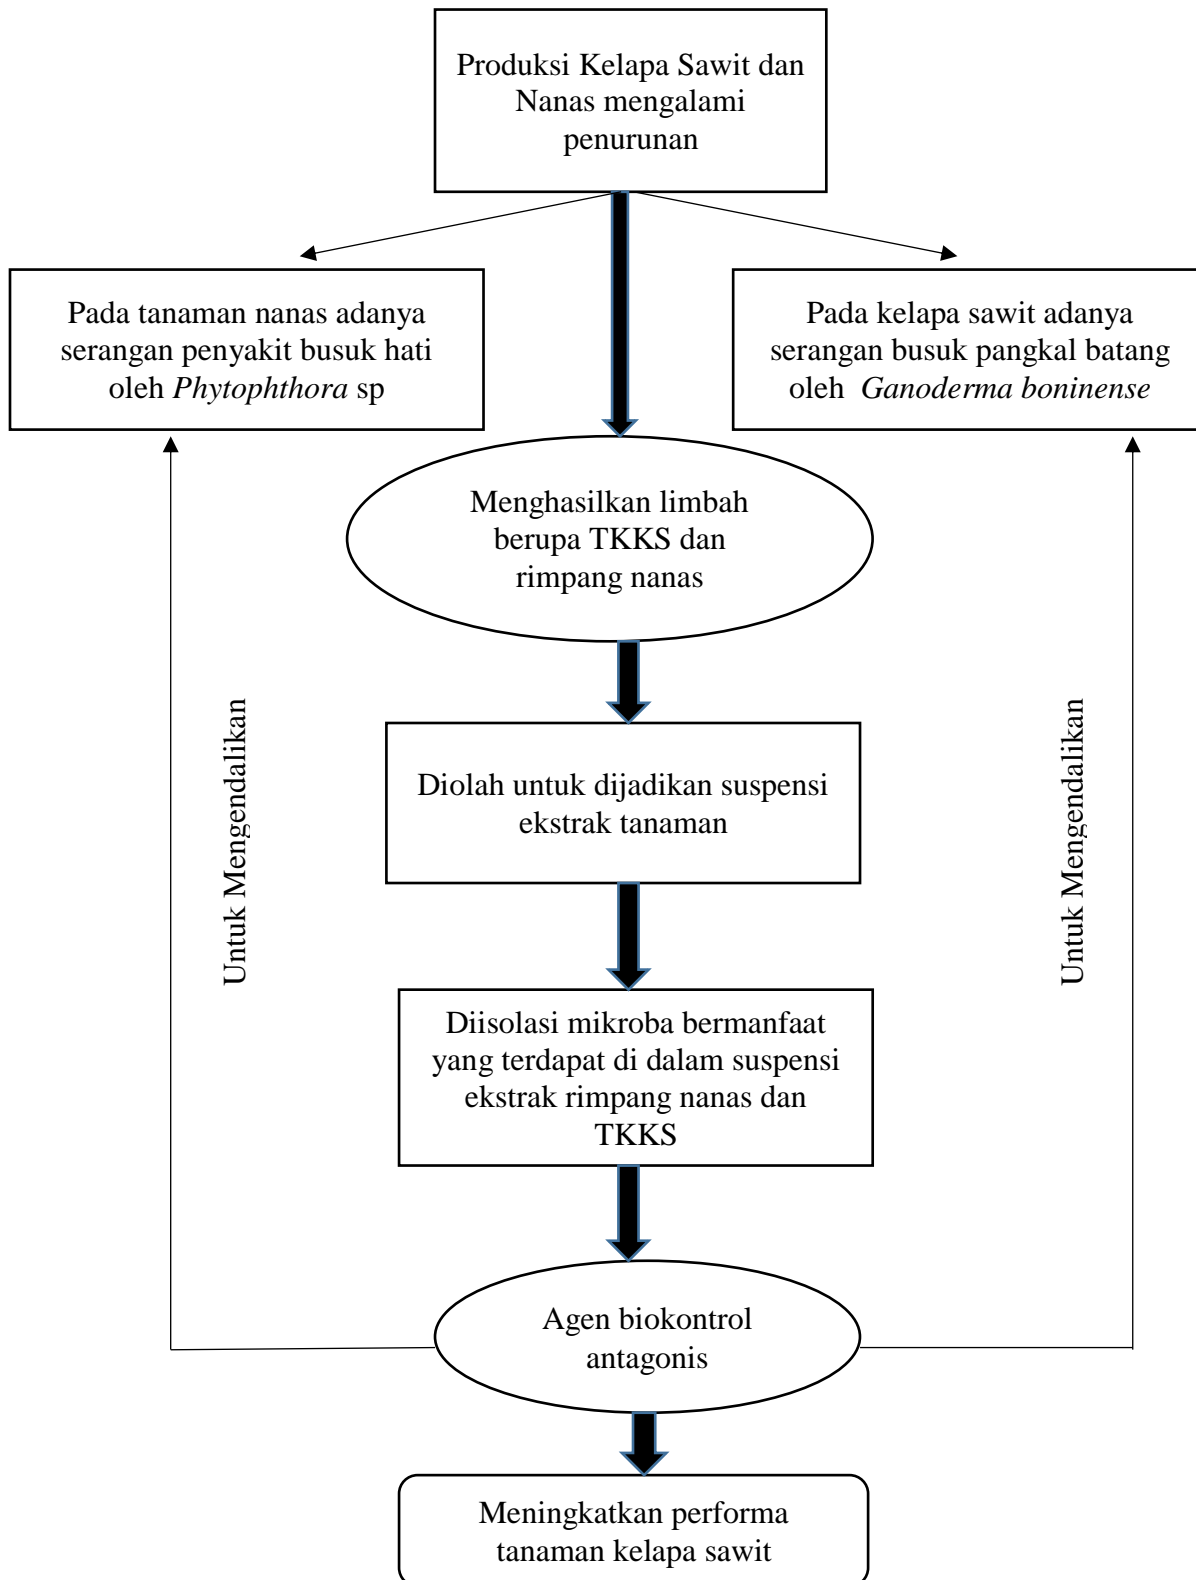 Produksi Kelapa Sawit dan
Nanas mengalami
penurunan
Pada tanaman nanas adanya
serangan penyakit busuk hati
oleh Phytophthora sp
Pada kelapa sawit adanya
serangan busuk pangkal batang
oleh Ganoderma boninense
Menghasilkan limbah
berupa TKKS dan
rimpang nanas
Untuk Mengendalikan
Untuk Mengendalikan
Diolah untuk dijadikan suspensi
ekstrak tanaman
Diisolasi mikroba bermanfaat
yang terdapat di dalam suspensi
ekstrak rimpang nanas dan
TKKS
Agen biokontrol
antagonis
Meningkatkan performa
tanaman kelapa sawit